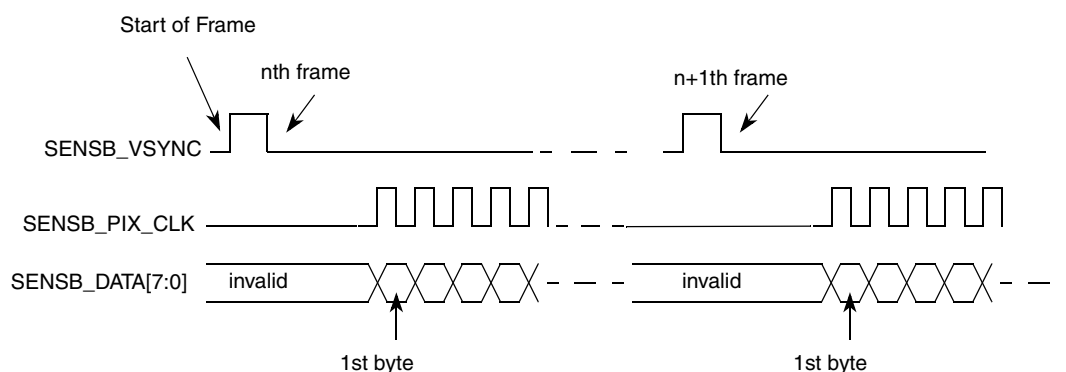 Start of Frame
nth frame
n+1th frame
SENSB_VSYNC
SENSB_PIX_CLK
SENSB_DATA[7:0]
invalid
invalid
1st byte
1st byte